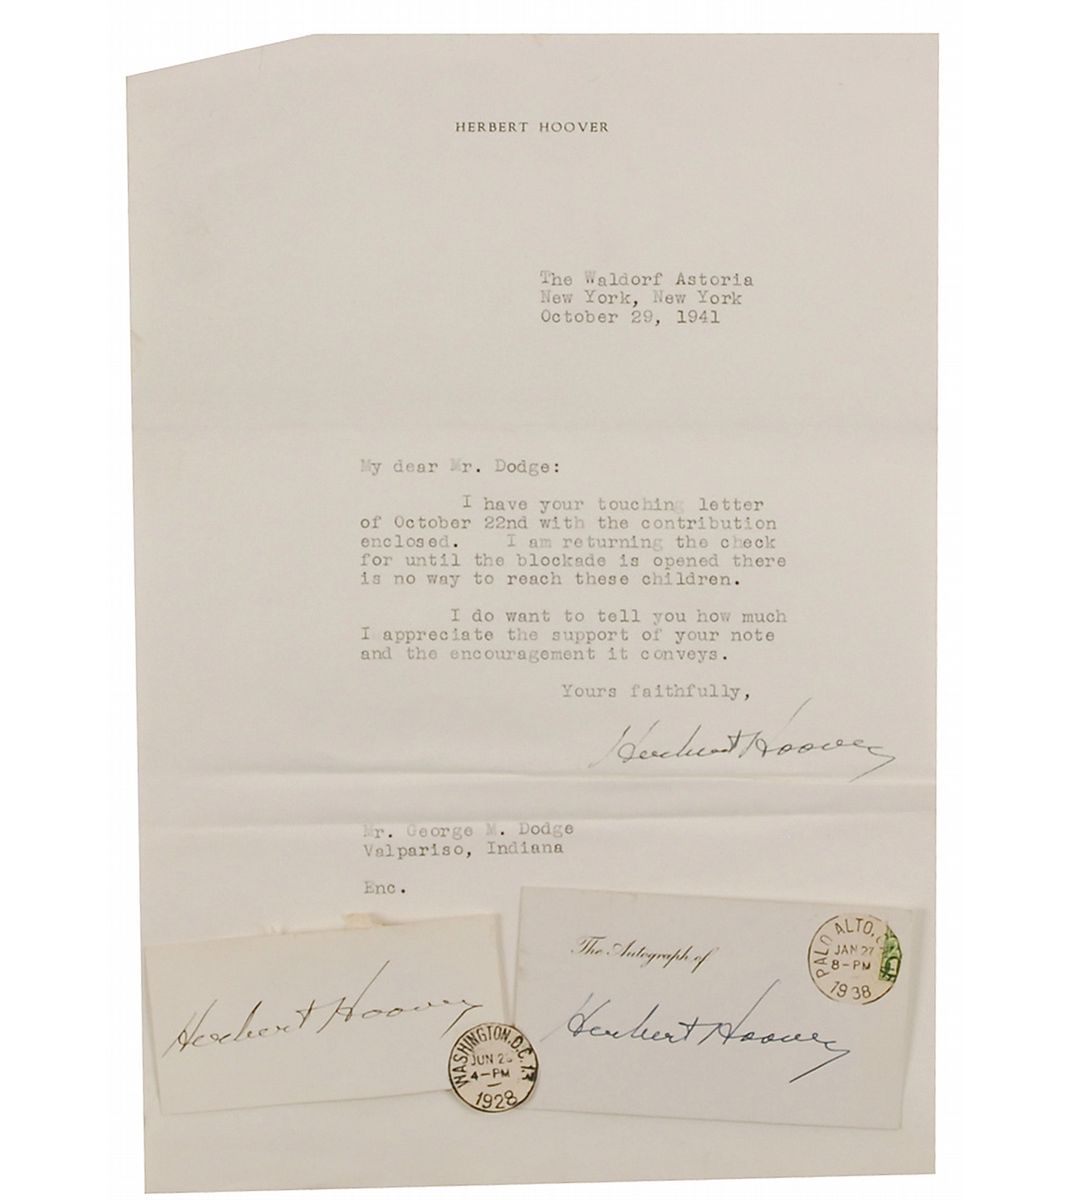 HERBERT HOOVER
The Waldorf Astoria
New York, New York
October 29, 1941
My dear Mr. Dodge:
I have your touching letter
of October 22nd with the contribution
enclosed. I am returning the check
for until the blockade is opened there
is no way to reach these children.
I do want to tell you how much
I appreciate the support of your note
and the encouragement it conveys.
Yours faithfully,
Herbert Hoover
Mr. George M. Dodge
Valpariso, Indiana
Enc.
Herbert Hoover
WASHINGTON, D.C.
JUN
4-PM
1928
The Autograph of
Herbert Hoover
PALO ALTO,
JAN 27
8-PM
1938